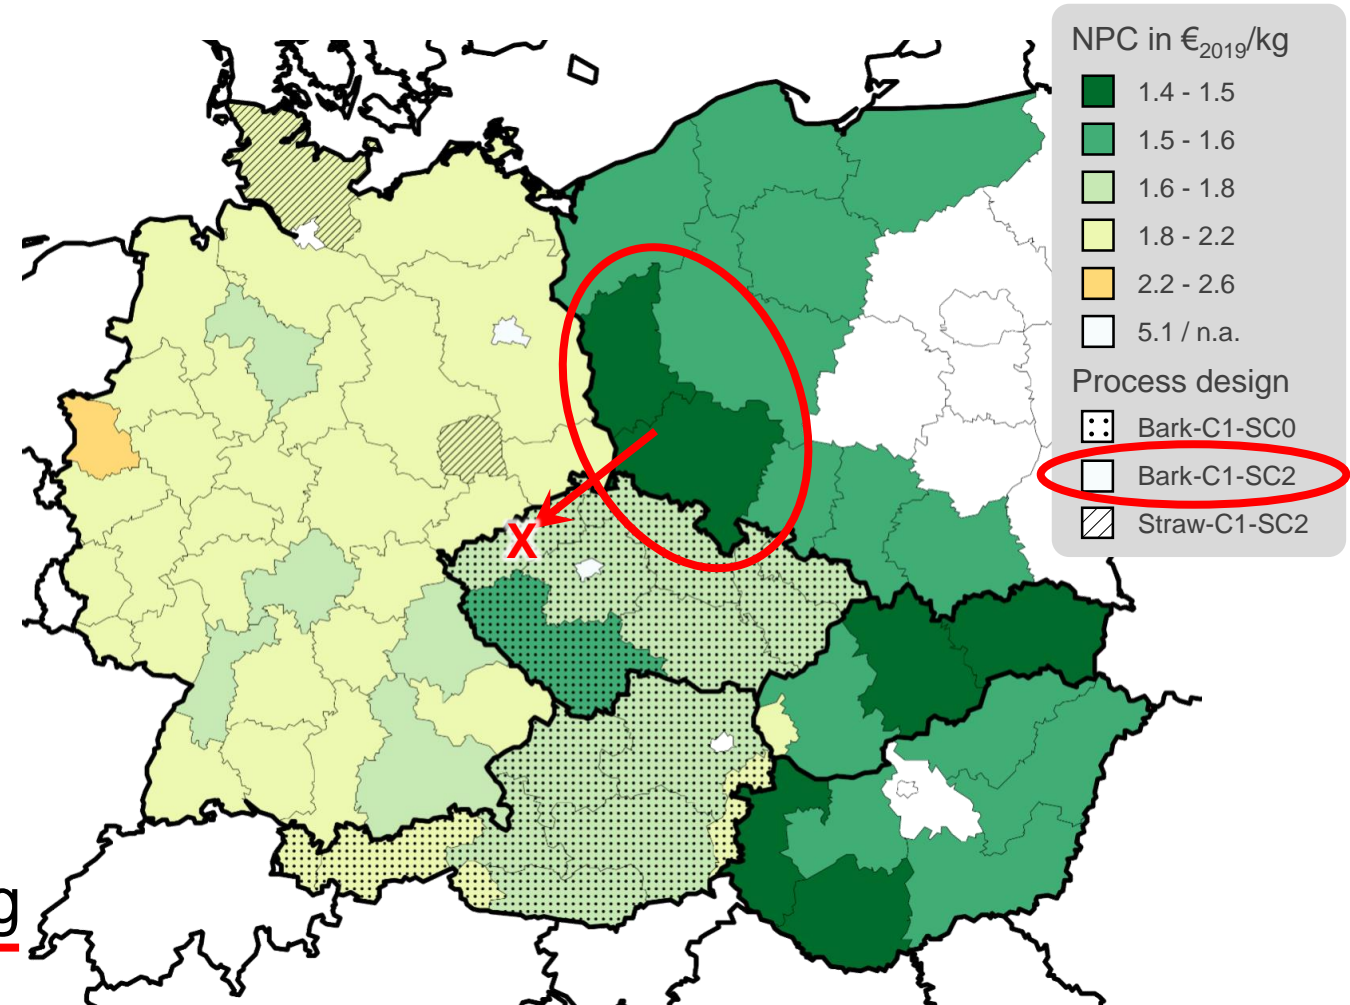 NPC in €2019/kg
1.4 - 1.5
1.5 - 1.6
1.6 - 1.8
1.8 - 2.2
2.2 - 2.6
5.1 / n.a.
Process design
Bark-C1-SC0
Bark-C1-SC2
Straw-C1-SC2
X
g